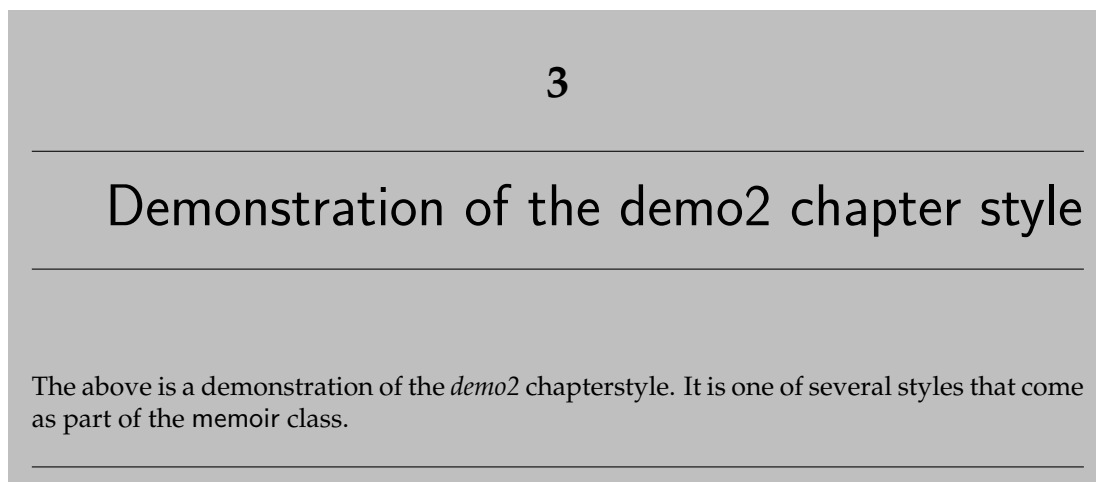 3
Demonstration of the demo2 chapter style
The above is a demonstration of the demo2 chapterstyle. It is one of several styles that come
as part of the memoir class.